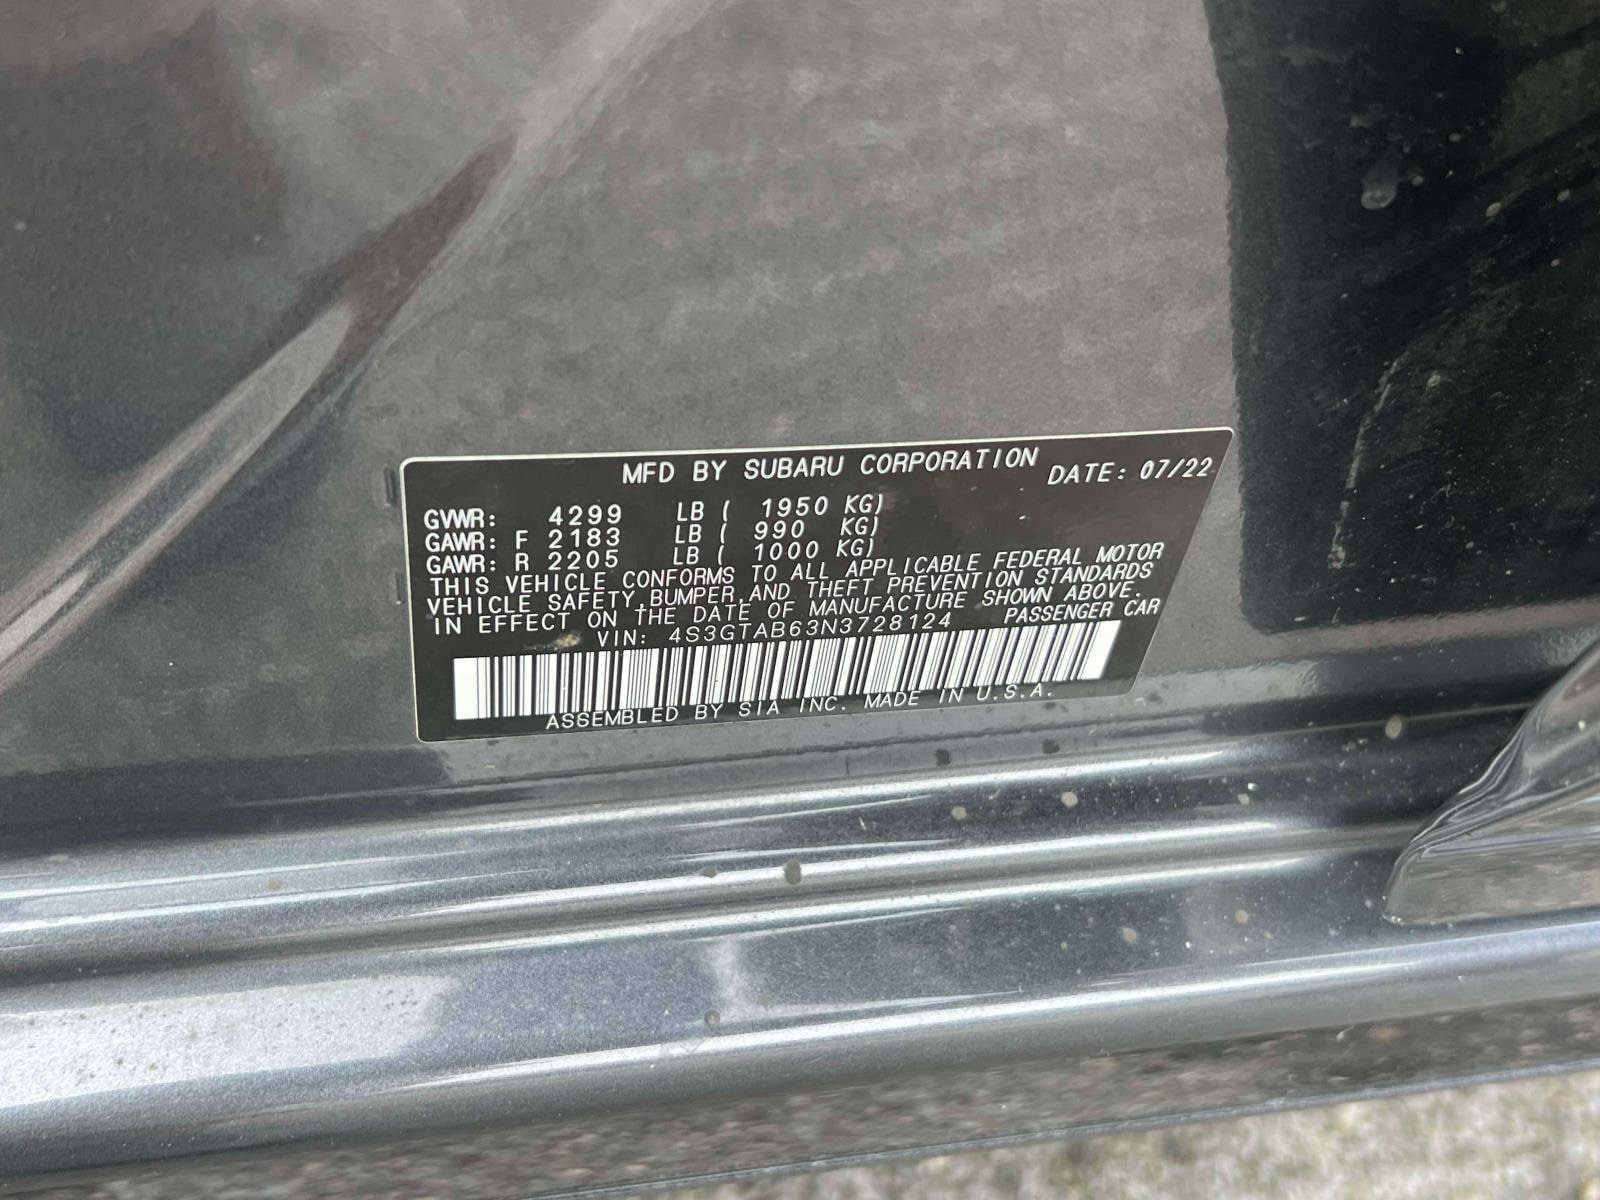 MFD BY SUBARU CORPORATION DATE: 07/22
GVWR: 4299 LB ( 1950 KG)
GAWR: F 2183 LB ( 990 KG)
GAWR: R 2205 LB ( 1000 KG)
THIS VEHICLE CONFORMS TO ALL APPLICABLE FEDERAL MOTOR
VEHICLE SAFETY,BUMPER,AND THEFT PREVENTION STANDARDS
IN EFFECT ON THE DATE OF MANUFACTURE SHOWN ABOVE.
VIN: 4S3GTAB63N3728124 PASSENGER CAR
ASSEMBLED BY SIA INC. MADE IN U.S.A.